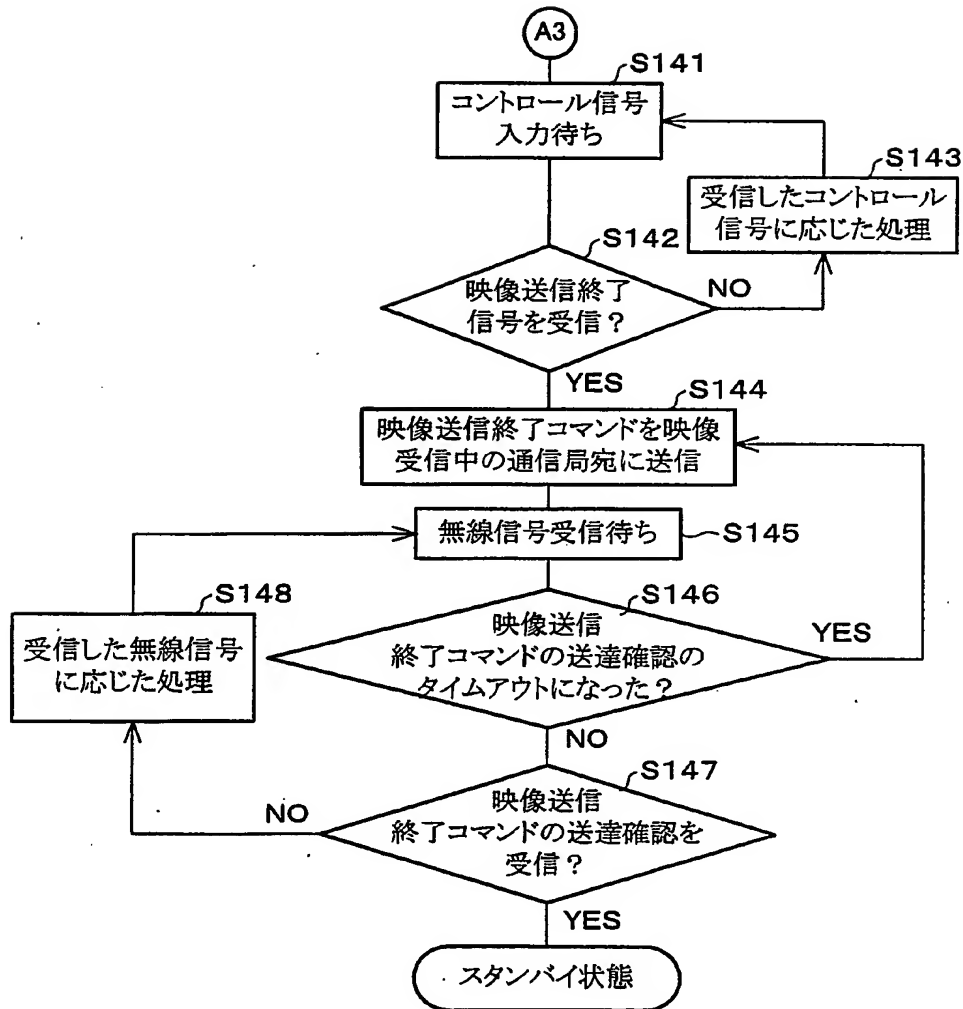 A3
S141
コントロール信号
入力待ち
S143
受信したコントロール
信号に応じた処理
S142
映像送信終了
信号を受信？
NO
YES
S144
映像送信終了コマンドを映像
受信中の通信局宛に送信
無線信号受信待ち
S145
S148
受信した無線信号
に応じた処理
S146
映像送信
終了コマンドの送達確認の
タイムアウトになった？
YES
NO
S147
映像送信
終了コマンドの送達確認を
受信？
NO
YES
スタンバイ状態